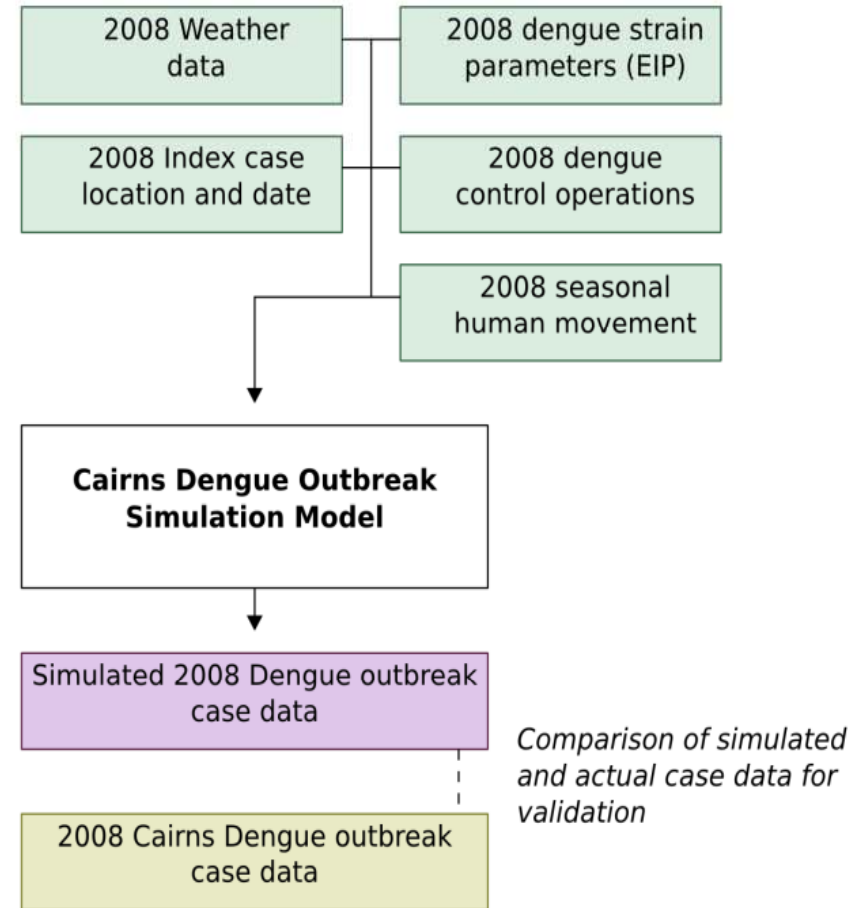 2008 Weather
data
2008 dengue strain
parameters (EIP)
2008 Index case
location and date
2008 dengue
control operations
2008 seasonal
human movement
Cairns Dengue Outbreak
Simulation Model
Simulated 2008 Dengue outbreak
case data
Comparison of simulated
and actual case data for
validation
2008 Cairns Dengue outbreak
case data